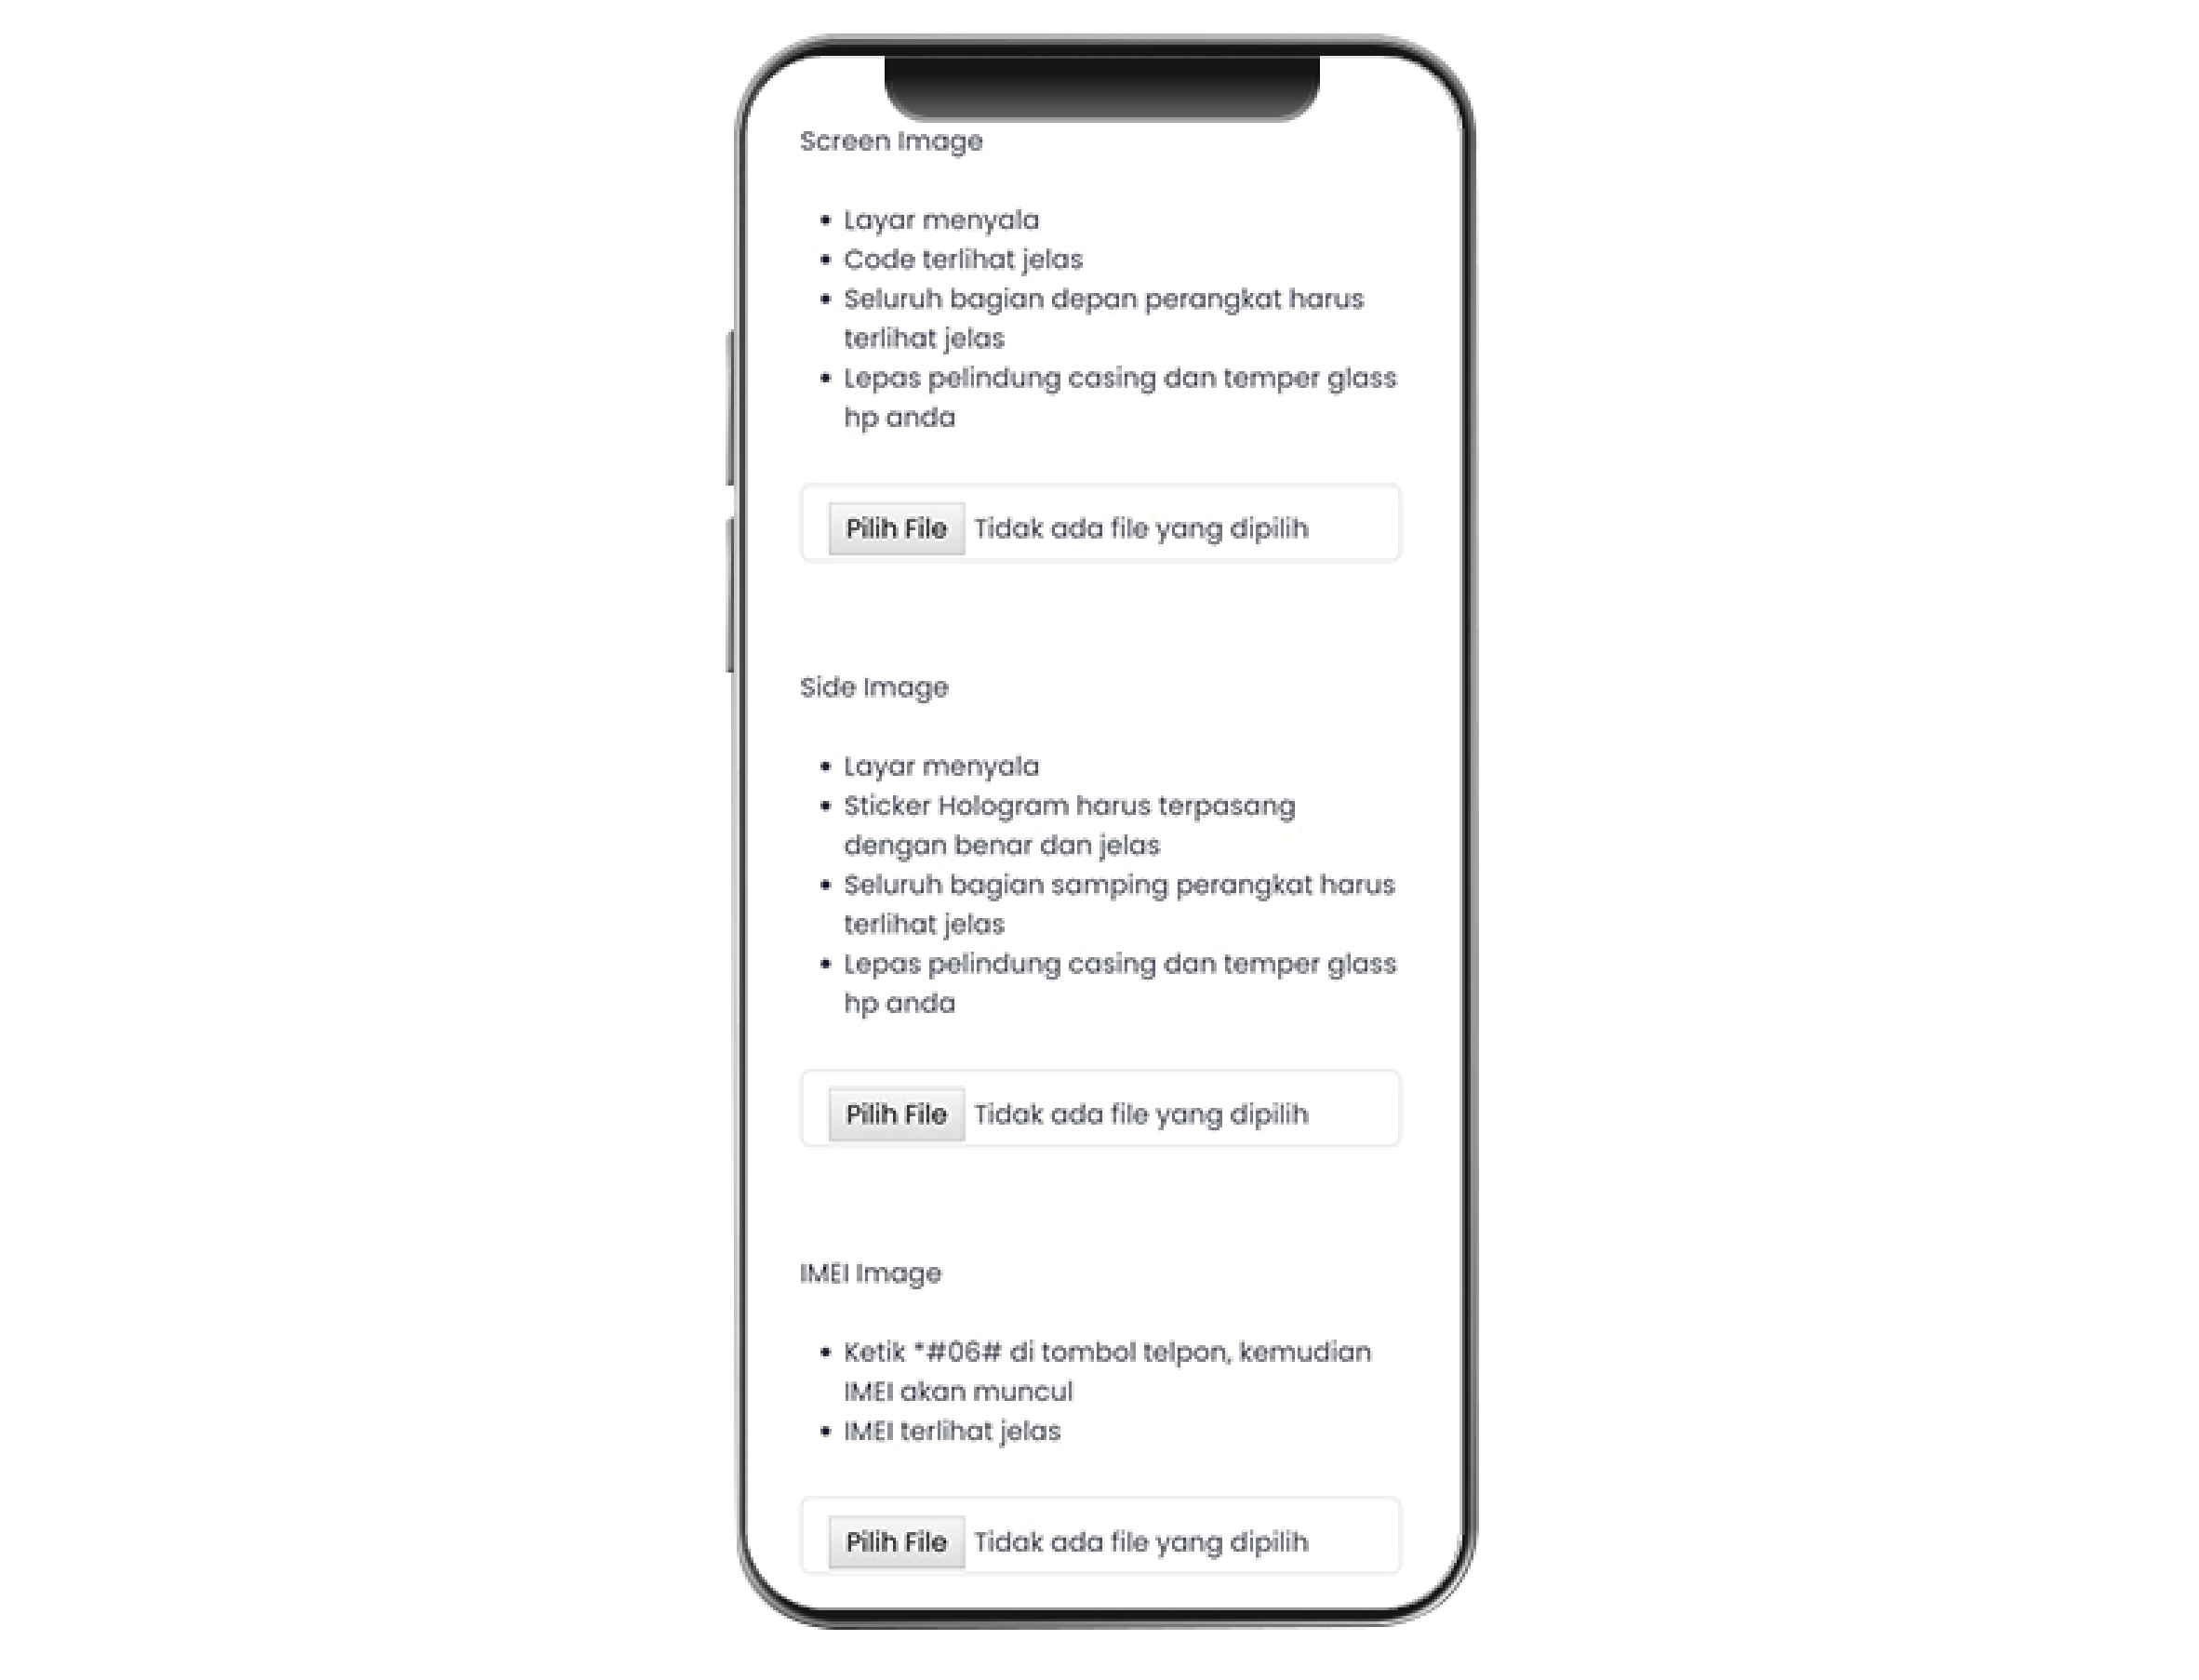 Screen Image
• Layar menyala
• Code terlihat jelas
• Seluruh bagian depan perangkat harus
terlihat jelas
• Lepas pelindung casing dan temper glass
hp anda
Pilih File Tidak ada file yang dipilih
Side Image
• Layar menyala
• Sticker Hologram harus terpasang
dengan benar dan jelas
• Seluruh bagian samping perangkat harus
terlihat jelas
• Lepas pelindung casing dan temper glass
hp anda
Pilih File Tidak ada file yang dipilih
IMEI Image
• Ketik *#06# di tombol telpon, kemudian
IMEI akan muncul
• IMEI terlihat jelas
Pilih File Tidak ada file yang dipilih